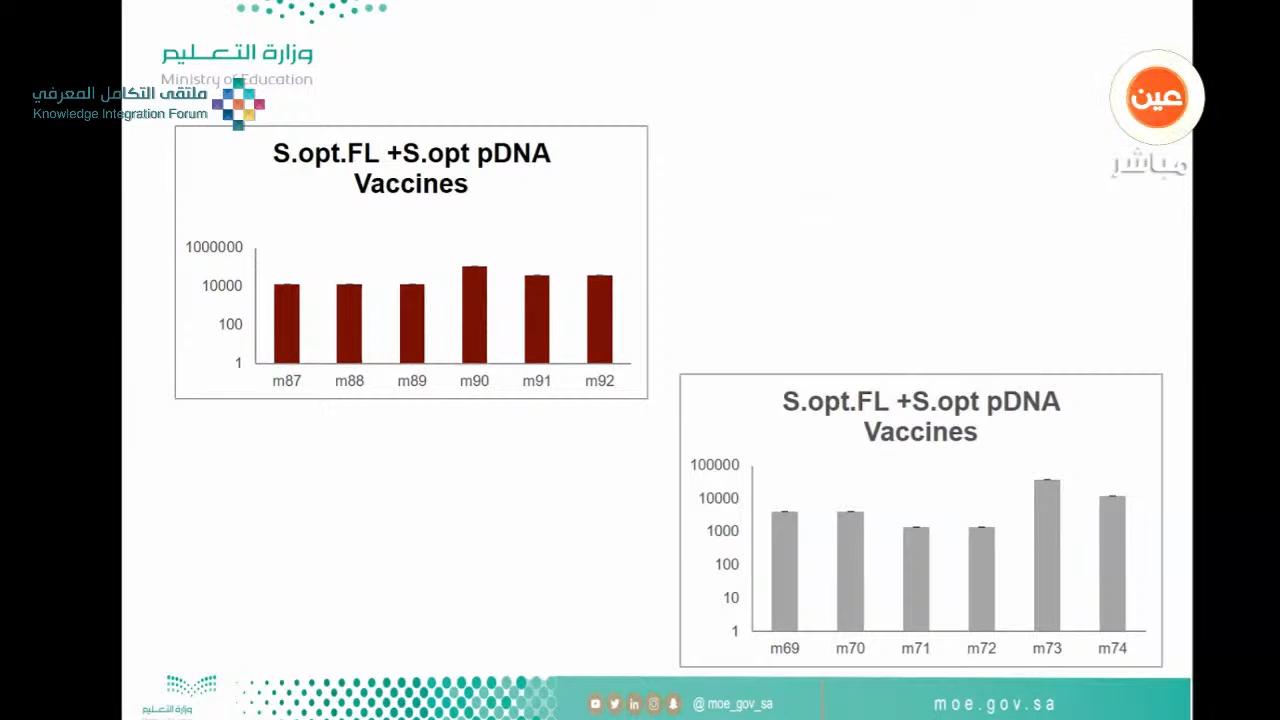 وزارة التعليم
Ministry of Education
ملتقى التكامل المعرفي
Knowledge Integration Forum
عين
مباشر
S.opt.FL +S.opt pDNA
Vaccines
1000000
10000
100
1
m87 m88 m89 m90 m91 m92
S.opt.FL +S.opt pDNA
Vaccines
100000
10000
1000
100
10
1
m69 m70 m71 m72 m73 m74
وزارة التعليم
@moe_gov_sa
moe.gov.sa